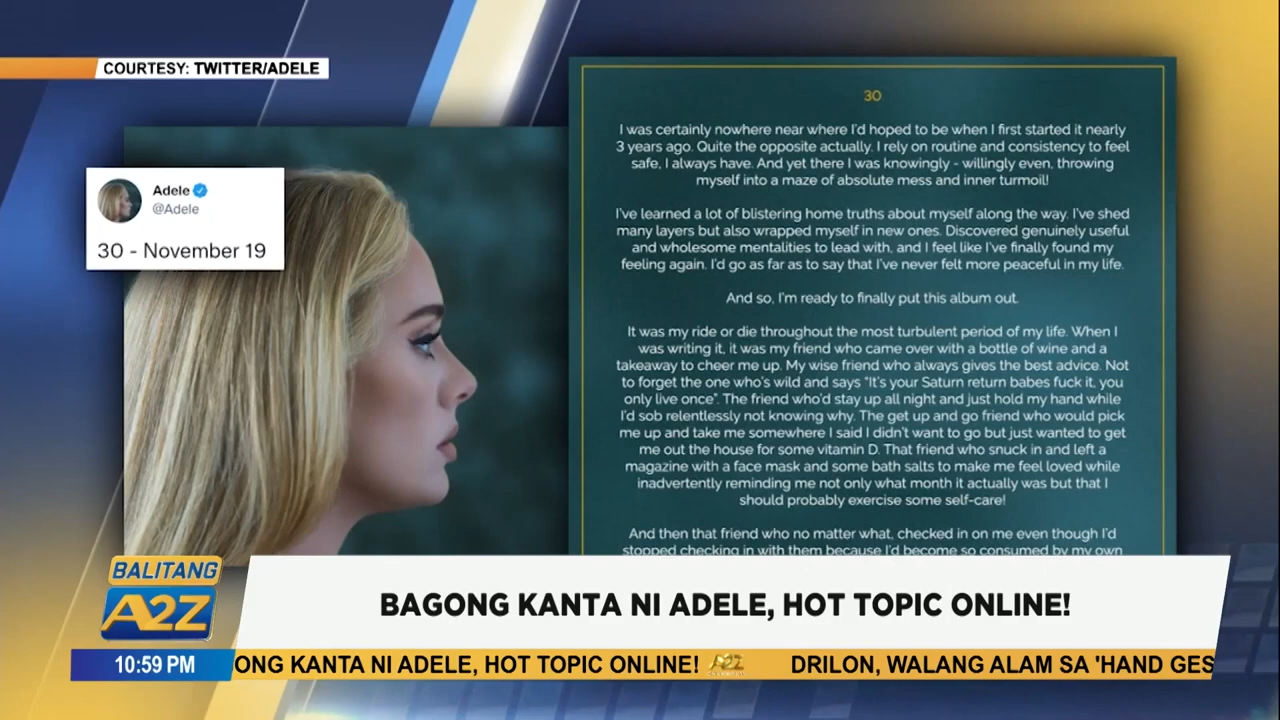 COURTESY: TWITTER/ADELE
Adele
@Adele
30 - November 19
30
I was certainly nowhere near where I'd hoped to be when I first started it nearly
3 years ago. Quite the opposite actually. I rely on routine and consistency to feel
safe, I always have. And yet there I was knowingly - willingly even, throwing
myself into a maze of absolute mess and inner turmoil!
I've learned a lot of blistering home truths about myself along the way. I've shed
many layers but also wrapped myself in new ones. Discovered genuinely useful
and wholesome mentalities to lead with, and I feel like I've finally found my
feeling again. I'd go as far as to say that I've never felt more peaceful in my life.
And so, I'm ready to finally put this album out.
It was my ride or die throughout the most turbulent period of my life. When I
was writing it, it was my friend who came over with a bottle of wine and a
takeaway to cheer me up. My wise friend who always gives the best advice. Not
to forget the one who's wild and says "It's your Saturn return babes fuck it, you
only live once". The friend who'd stay up all night and just hold my hand while
I'd sob relentlessly not knowing why. The get up and go friend who would pick
me up and take me somewhere I said I didn't want to go but just wanted to get
me out the house for some vitamin D. That friend who snuck in and left a
magazine with a face mask and some bath salts to make me feel loved while
inadvertently reminding me not only what month it actually was but that I
should probably exercise some self-care!
And then that friend who no matter what, checked in on me even though I'd
stopped checking in with them because I'd become so consumed by my own
BALITANG
A2Z
BAGONG KANTA NI ADELE, HOT TOPIC ONLINE!
10:59 PM
ONG KANTA NI ADELE, HOT TOPIC ONLINE! A2Z DRILON, WALANG ALAM SA 'HAND GES